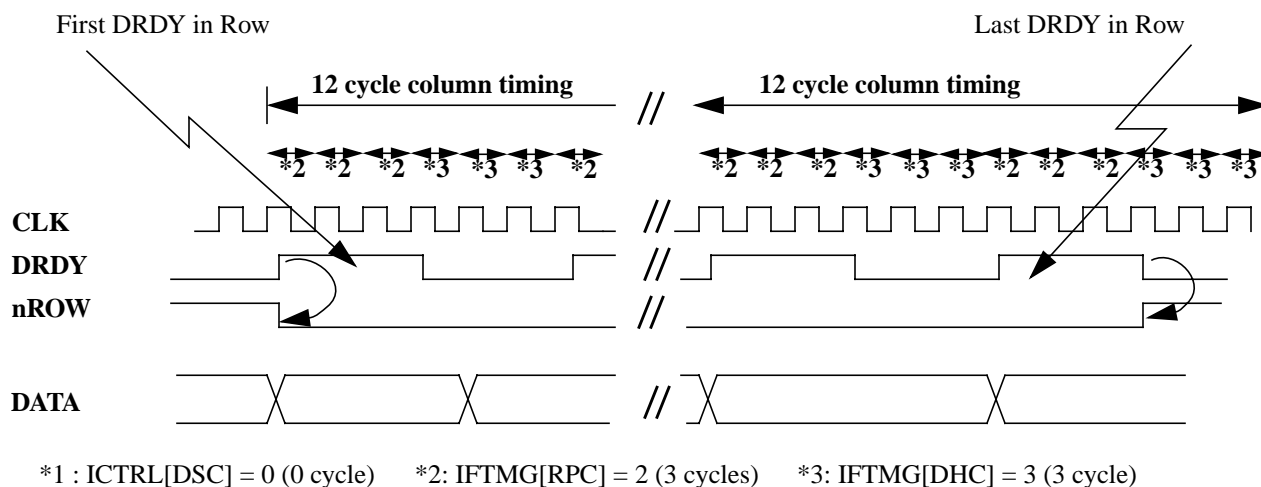 First DRDY in Row Last DRDY in Row
12 cycle column timing // 12 cycle column timing
*2 *2 *2 *3 *3 *3 *2 *2 *2 *2 *3 *3 *3 *2 *2 *2 *3 *3 *3
CLK //
DRDY //
nROW //
DATA //
*1 : ICTRL[DSC] = 0 (0 cycle) *2: IFTMG[RPC] = 2 (3 cycles) *3: IFTMG[DHC] = 3 (3 cycle)